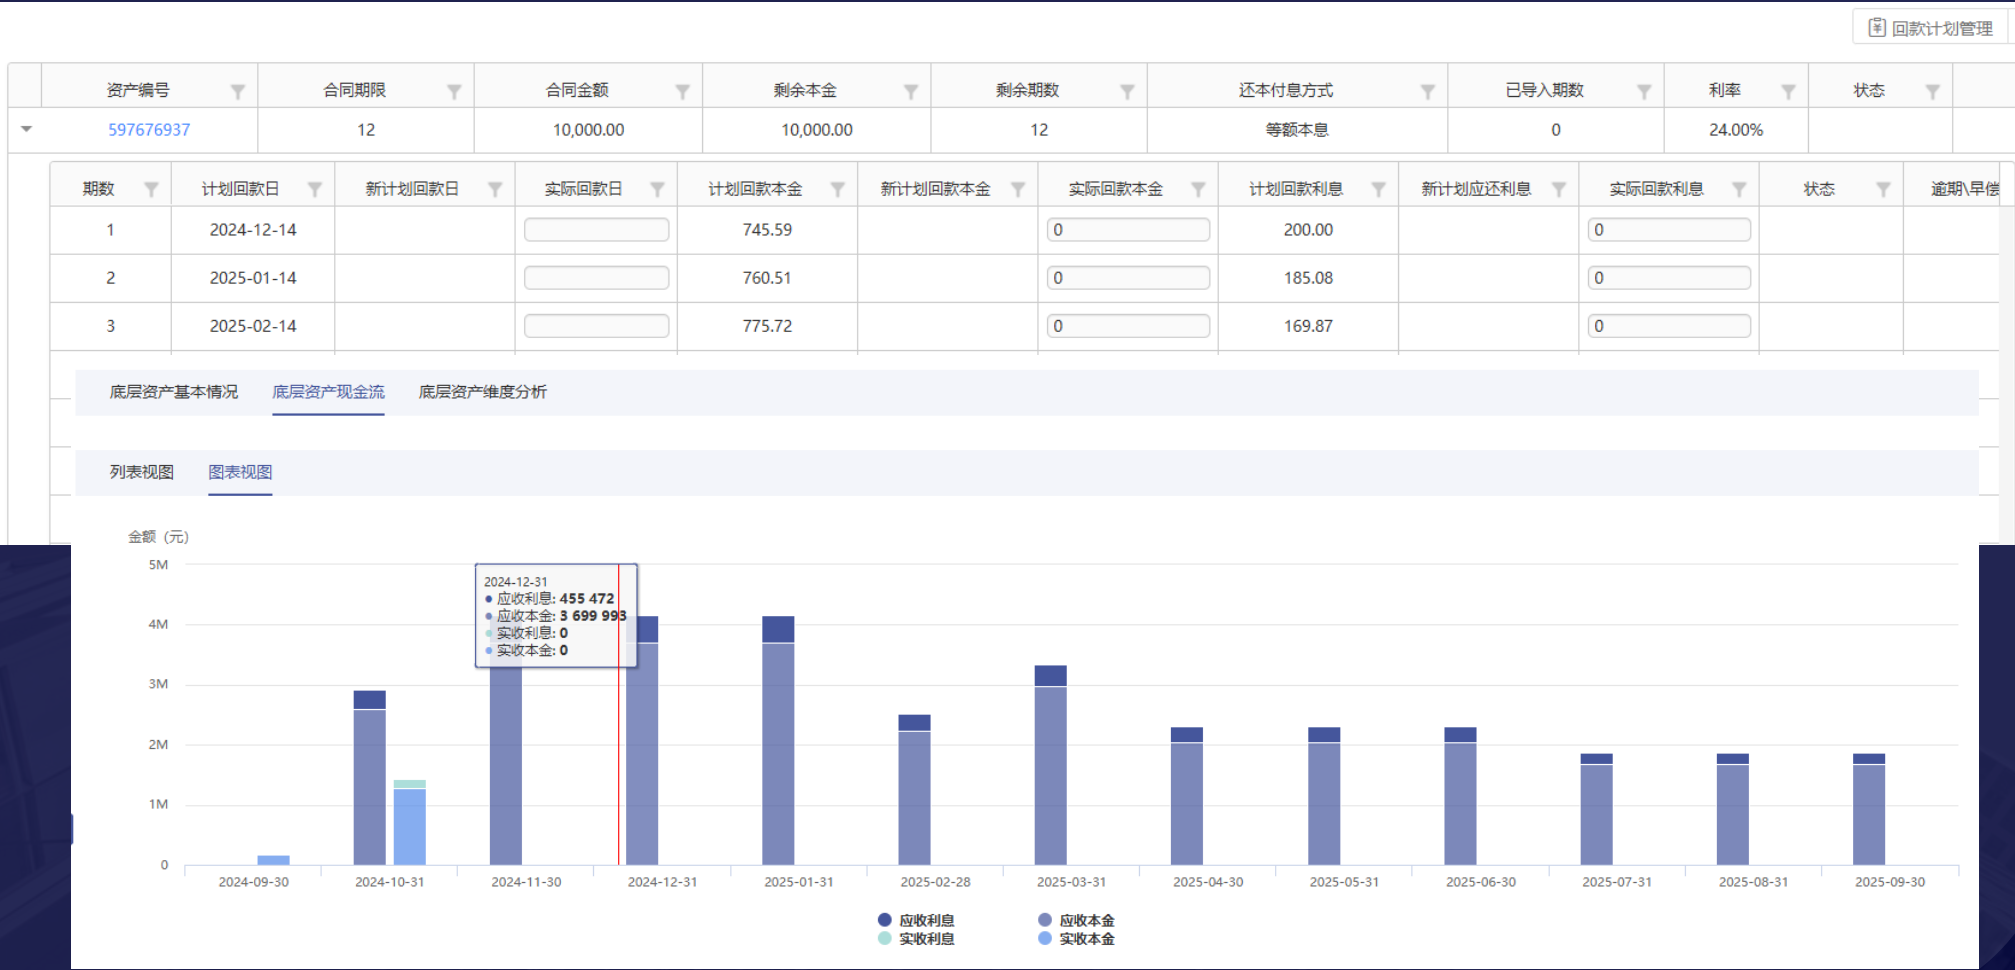 回款计划管理
资产编号 合同期限 合同金额 剩余本金 剩余期数 还本付息方式 已导入期数 利率 状态
597676937 12 10,000.00 10,000.00 12 等额本息 0 24.00%
期数 计划回款日 新计划回款日 实际回款日 计划回款本金 新计划回款本金 实际回款本金 计划回款利息 新计划应还利息 实际回款利息 状态 逾期\早偿
1 2024-12-14 745.59 0 200.00 0
2 2025-01-14 760.51 0 185.08 0
3 2025-02-14 775.72 0 169.87 0
底层资产基本情况 底层资产现金流 底层资产维度分析
列表视图 图表视图
金额（元）
5M
4M
3M
2M
1M
0
2024-12-31
应收利息: 455 472
应收本金: 3 699 993
实收利息: 0
实收本金: 0
2024-09-30 2024-10-31 2024-11-30 2024-12-31 2025-01-31 2025-02-28 2025-03-31 2025-04-30 2025-05-31 2025-06-30 2025-07-31 2025-08-31 2025-09-30
应收利息 应收本金
实收利息 实收本金